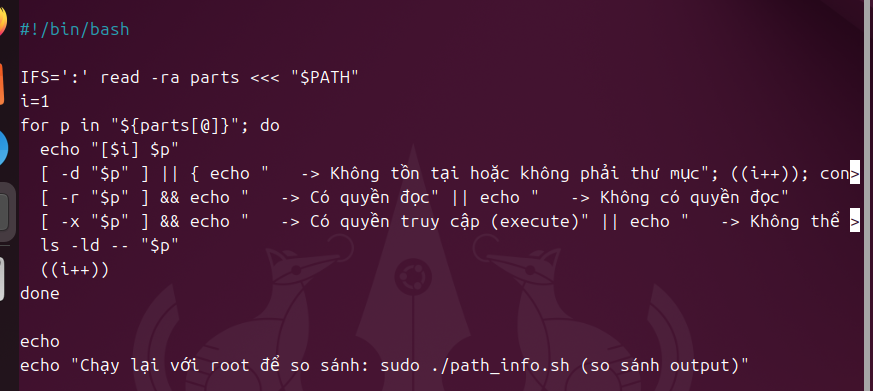 #!/bin/bash

IFS=':' read -ra parts <<< "$PATH"
i=1
for p in "${parts[@]}"; do
  echo "[$i] $p"
  [ -d "$p" ] || { echo "   -> Không tồn tại hoặc không phải thư mục"; ((i++)); con>
  [ -r "$p" ] && echo "   -> Có quyền đọc" || echo "   -> Không có quyền đọc"
  [ -x "$p" ] && echo "   -> Có quyền truy cập (execute)" || echo "   -> Không thể >
  ls -ld -- "$p"
  ((i++))
done

echo
echo "Chạy lại với root để so sánh: sudo ./path_info.sh (so sánh output)"